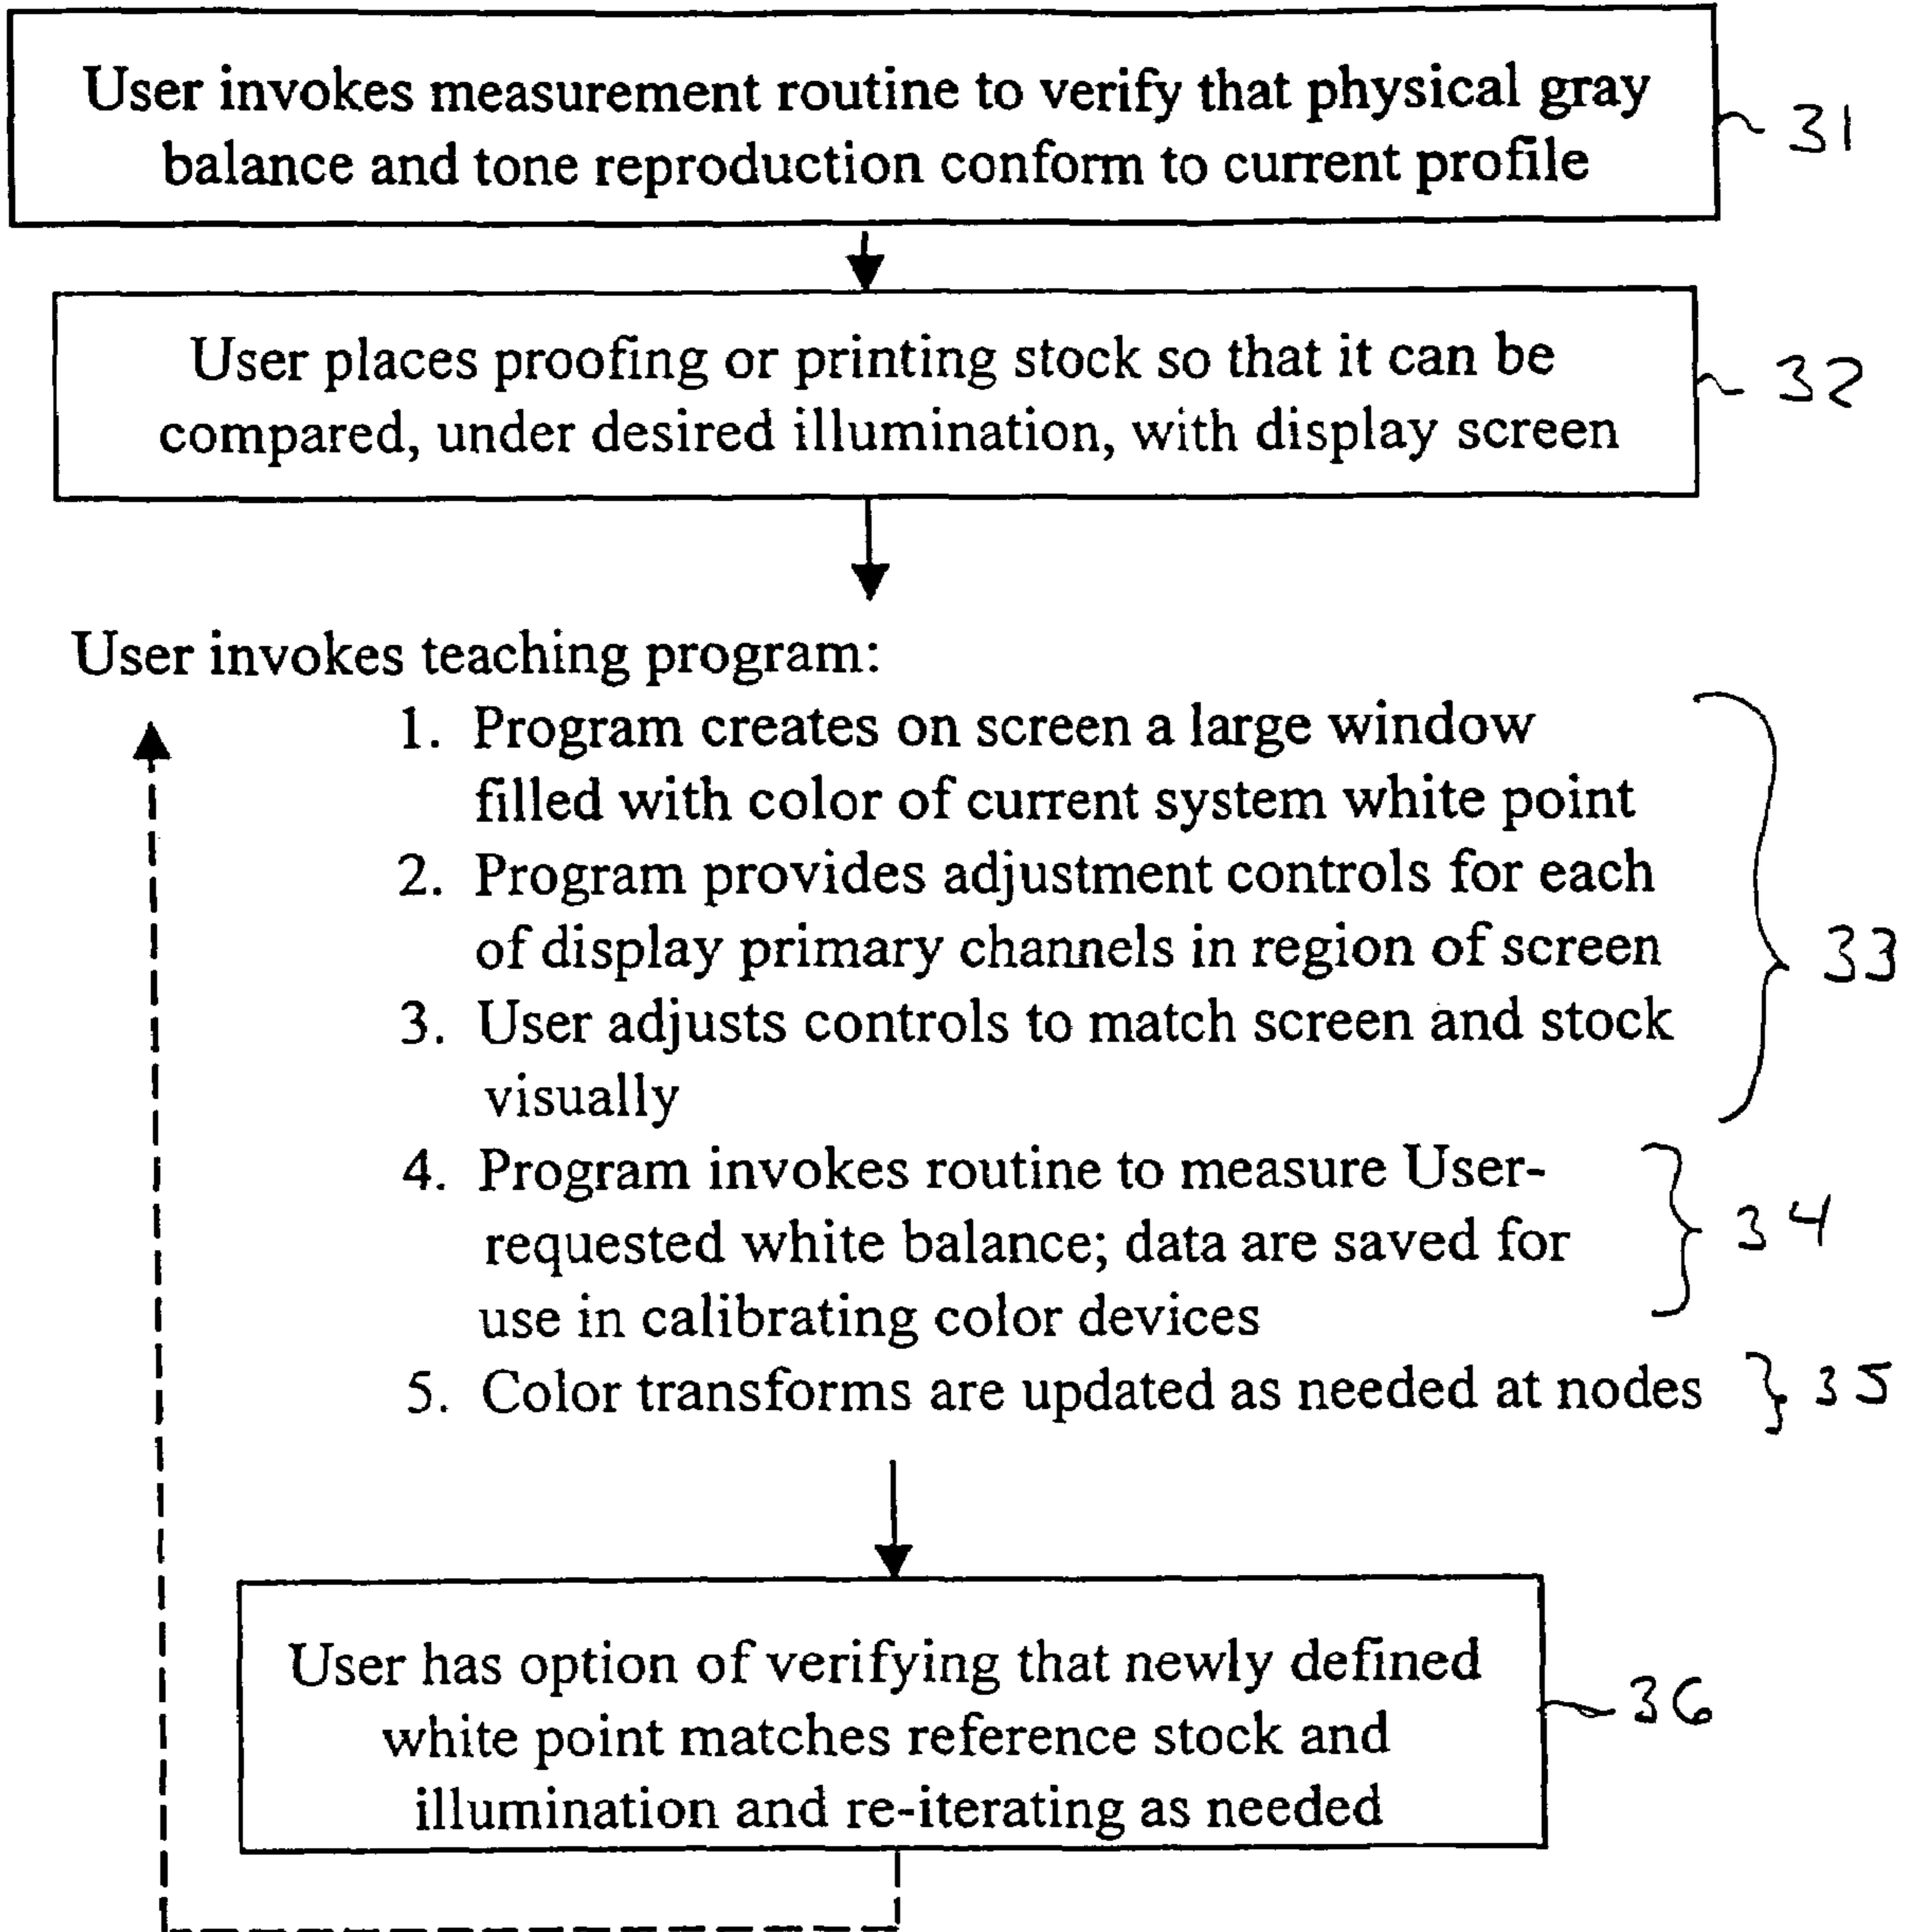 User invokes measurement routine to verify that physical gray
balance and tone reproduction conform to current profile
31
User places proofing or printing stock so that it can be
compared, under desired illumination, with display screen
32
User invokes teaching program:
1. Program creates on screen a large window
filled with color of current system white point
2. Program provides adjustment controls for each
of display primary channels in region of screen
3. User adjusts controls to match screen and stock
visually
33
4. Program invokes routine to measure User-
requested white balance; data are saved for
use in calibrating color devices
34
5. Color transforms are updated as needed at nodes
35
User has option of verifying that newly defined
white point matches reference stock and
illumination and re-iterating as needed
36